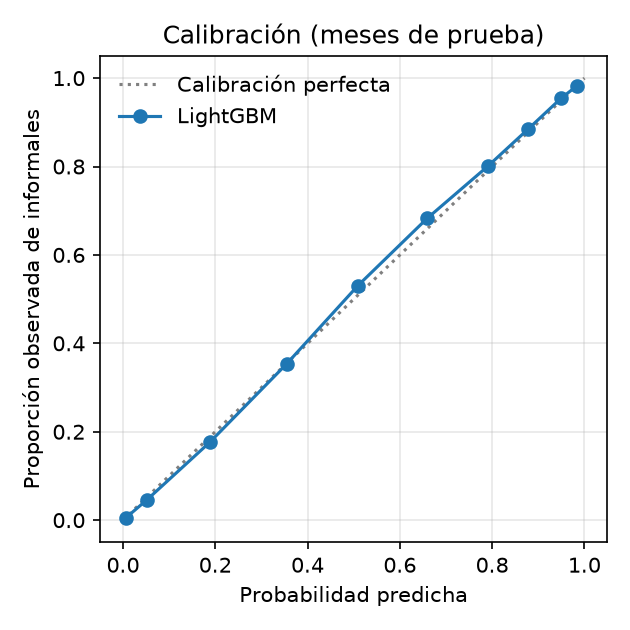 Calibración (meses de prueba)
Calibración perfecta
LightGBM
Proporción observada de informales
1.0
0.8
0.6
0.4
0.2
0.0
0.0 0.2 0.4 0.6 0.8 1.0
Probabilidad predicha